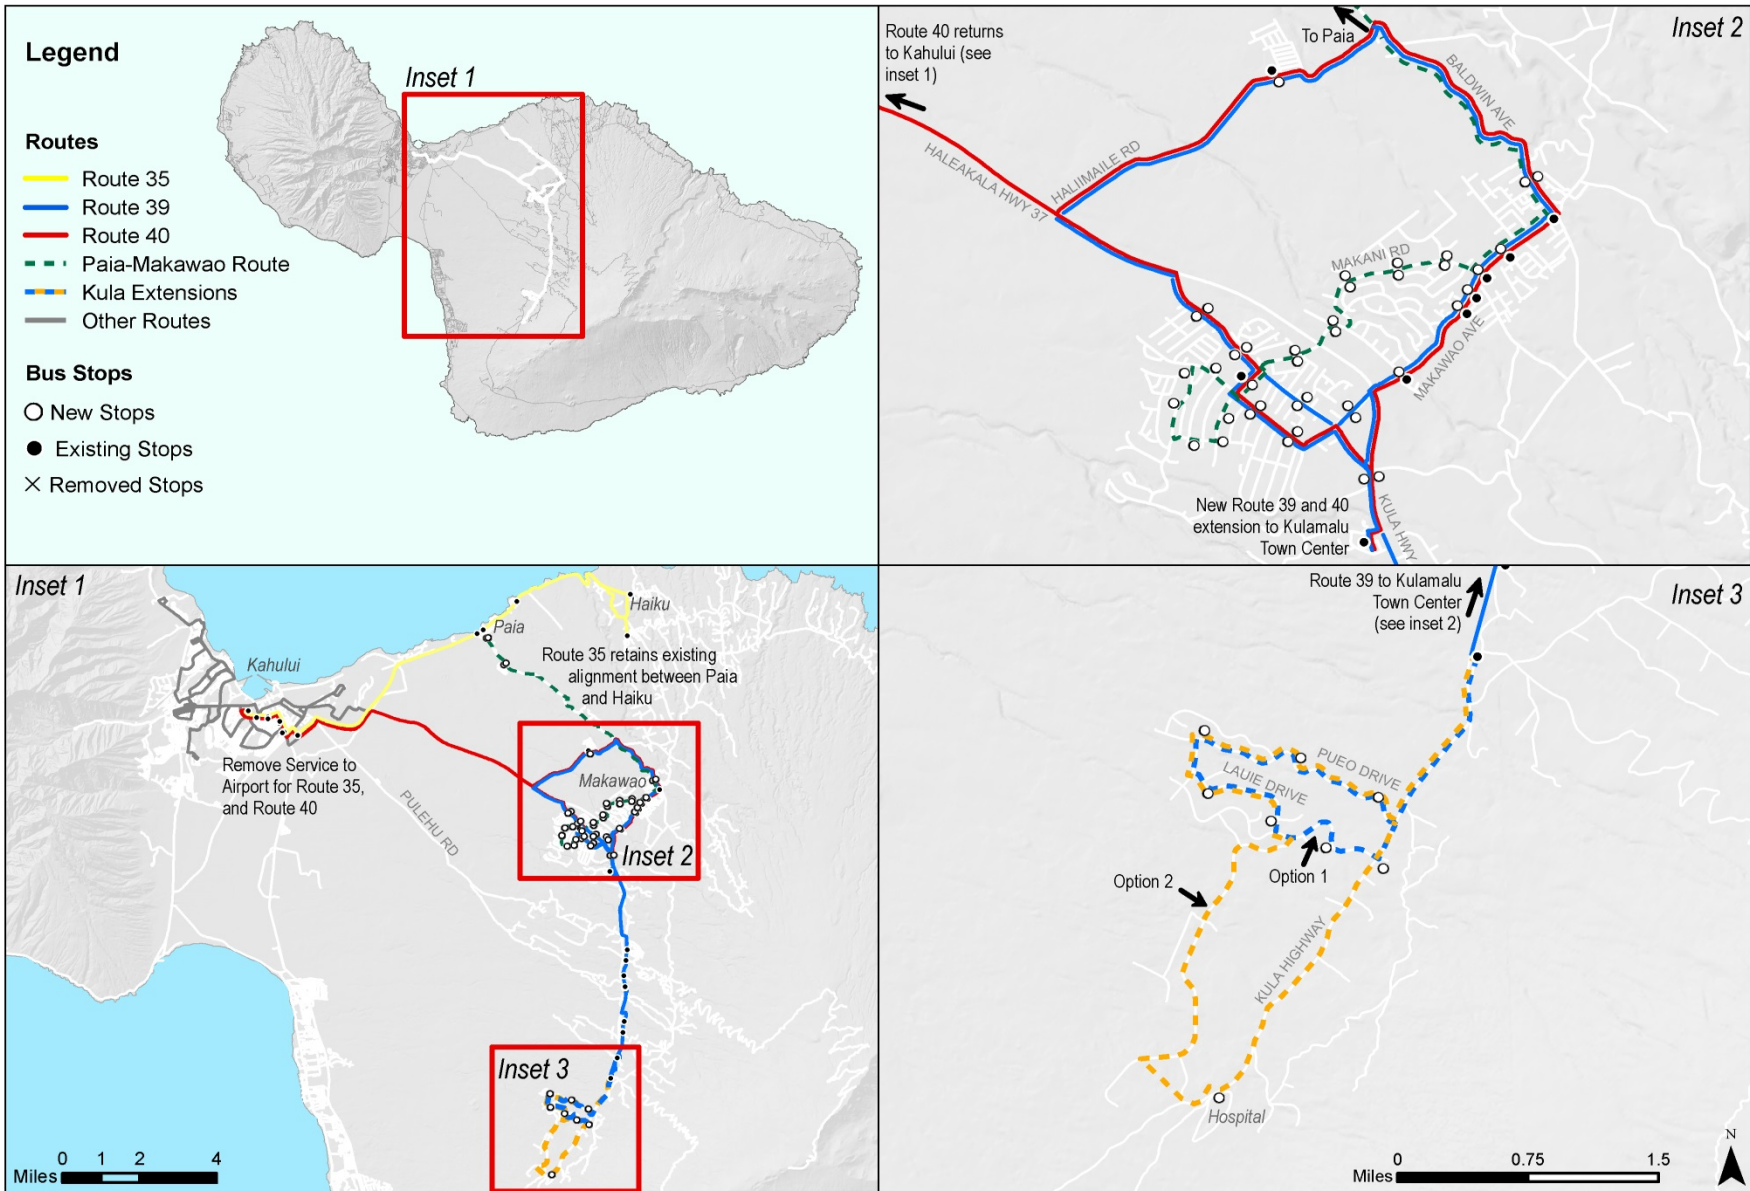 Legend
Routes
Route 35
Route 39
Route 40
Paia-Makawao Route
Kula Extensions
Other Routes
Bus Stops
New Stops
Existing Stops
Removed Stops
Inset 1
Inset 2
Route 40 returns
to Kahului (see
inset 1)
To Paia
BALDWIN AVE
HALIIMAILE RD
HALEAKALA HWY 37
MAKANI RD
MAKAWAO AVE
KULA HWY
New Route 39 and 40
extension to Kulamalu
Town Center
Inset 1
Haiku
Paia
Kahului
Route 35 retains existing
alignment between Paia
and Haiku
Remove Service to
Airport for Route 35,
and Route 40
PULEHU RD
Makawao
Inset 2
Inset 3
0 1 2 4
Miles
Inset 3
Route 39 to Kulamalu
Town Center
(see inset 2)
PUEO DRIVE
LAUIE DRIVE
Option 1
Option 2
KULA HIGHWAY
Hospital
N
0 0.75 1.5
Miles